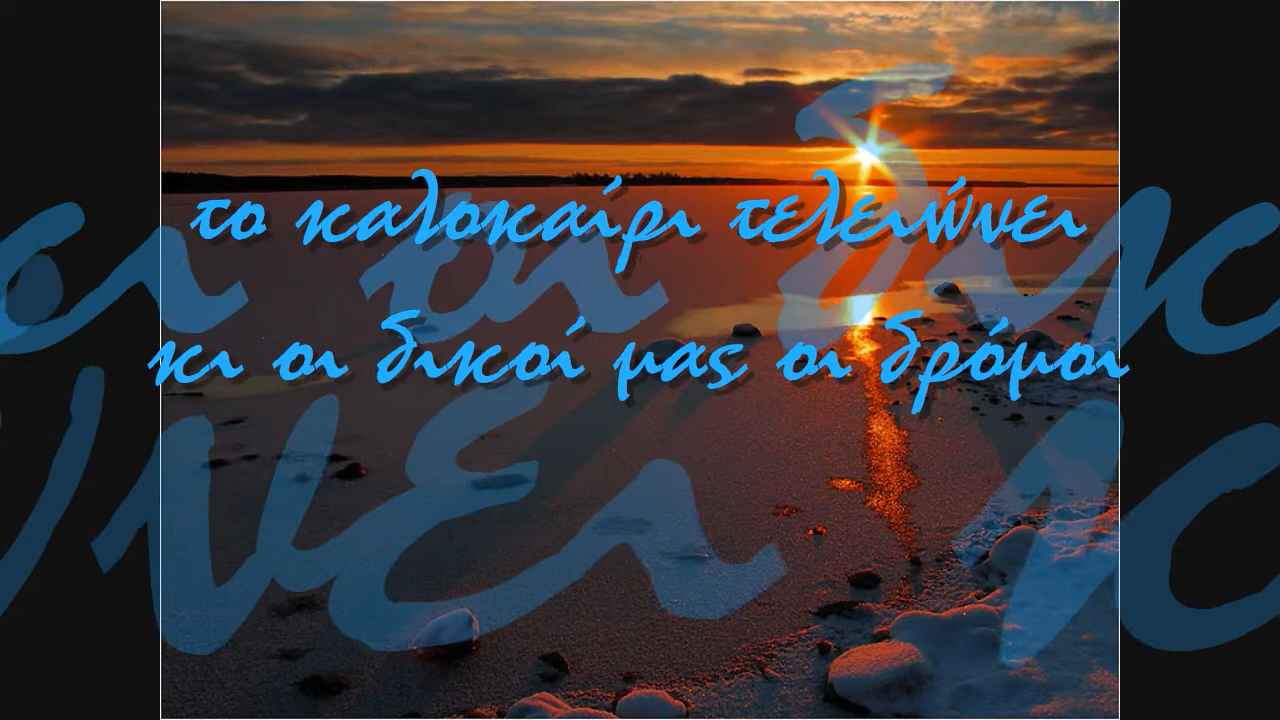 το καλοκαίρι τελειώνει
κι οι δικοί μας οι δρόμοι